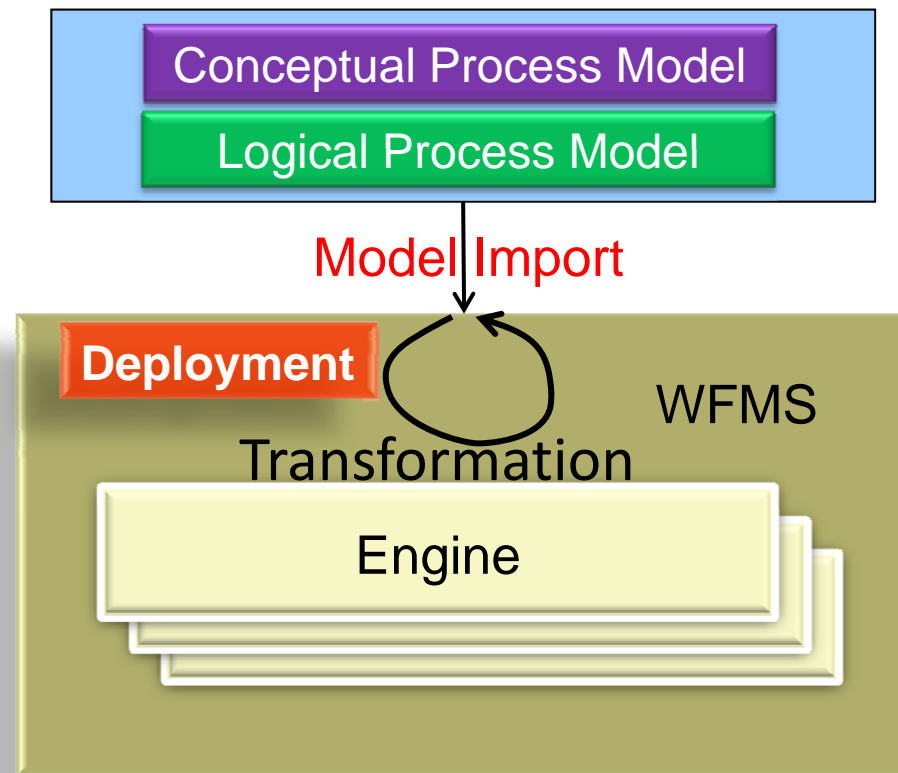 Conceptual Process Model
Logical Process Model
Model Import
Deployment
WFMS
Transformation
Engine